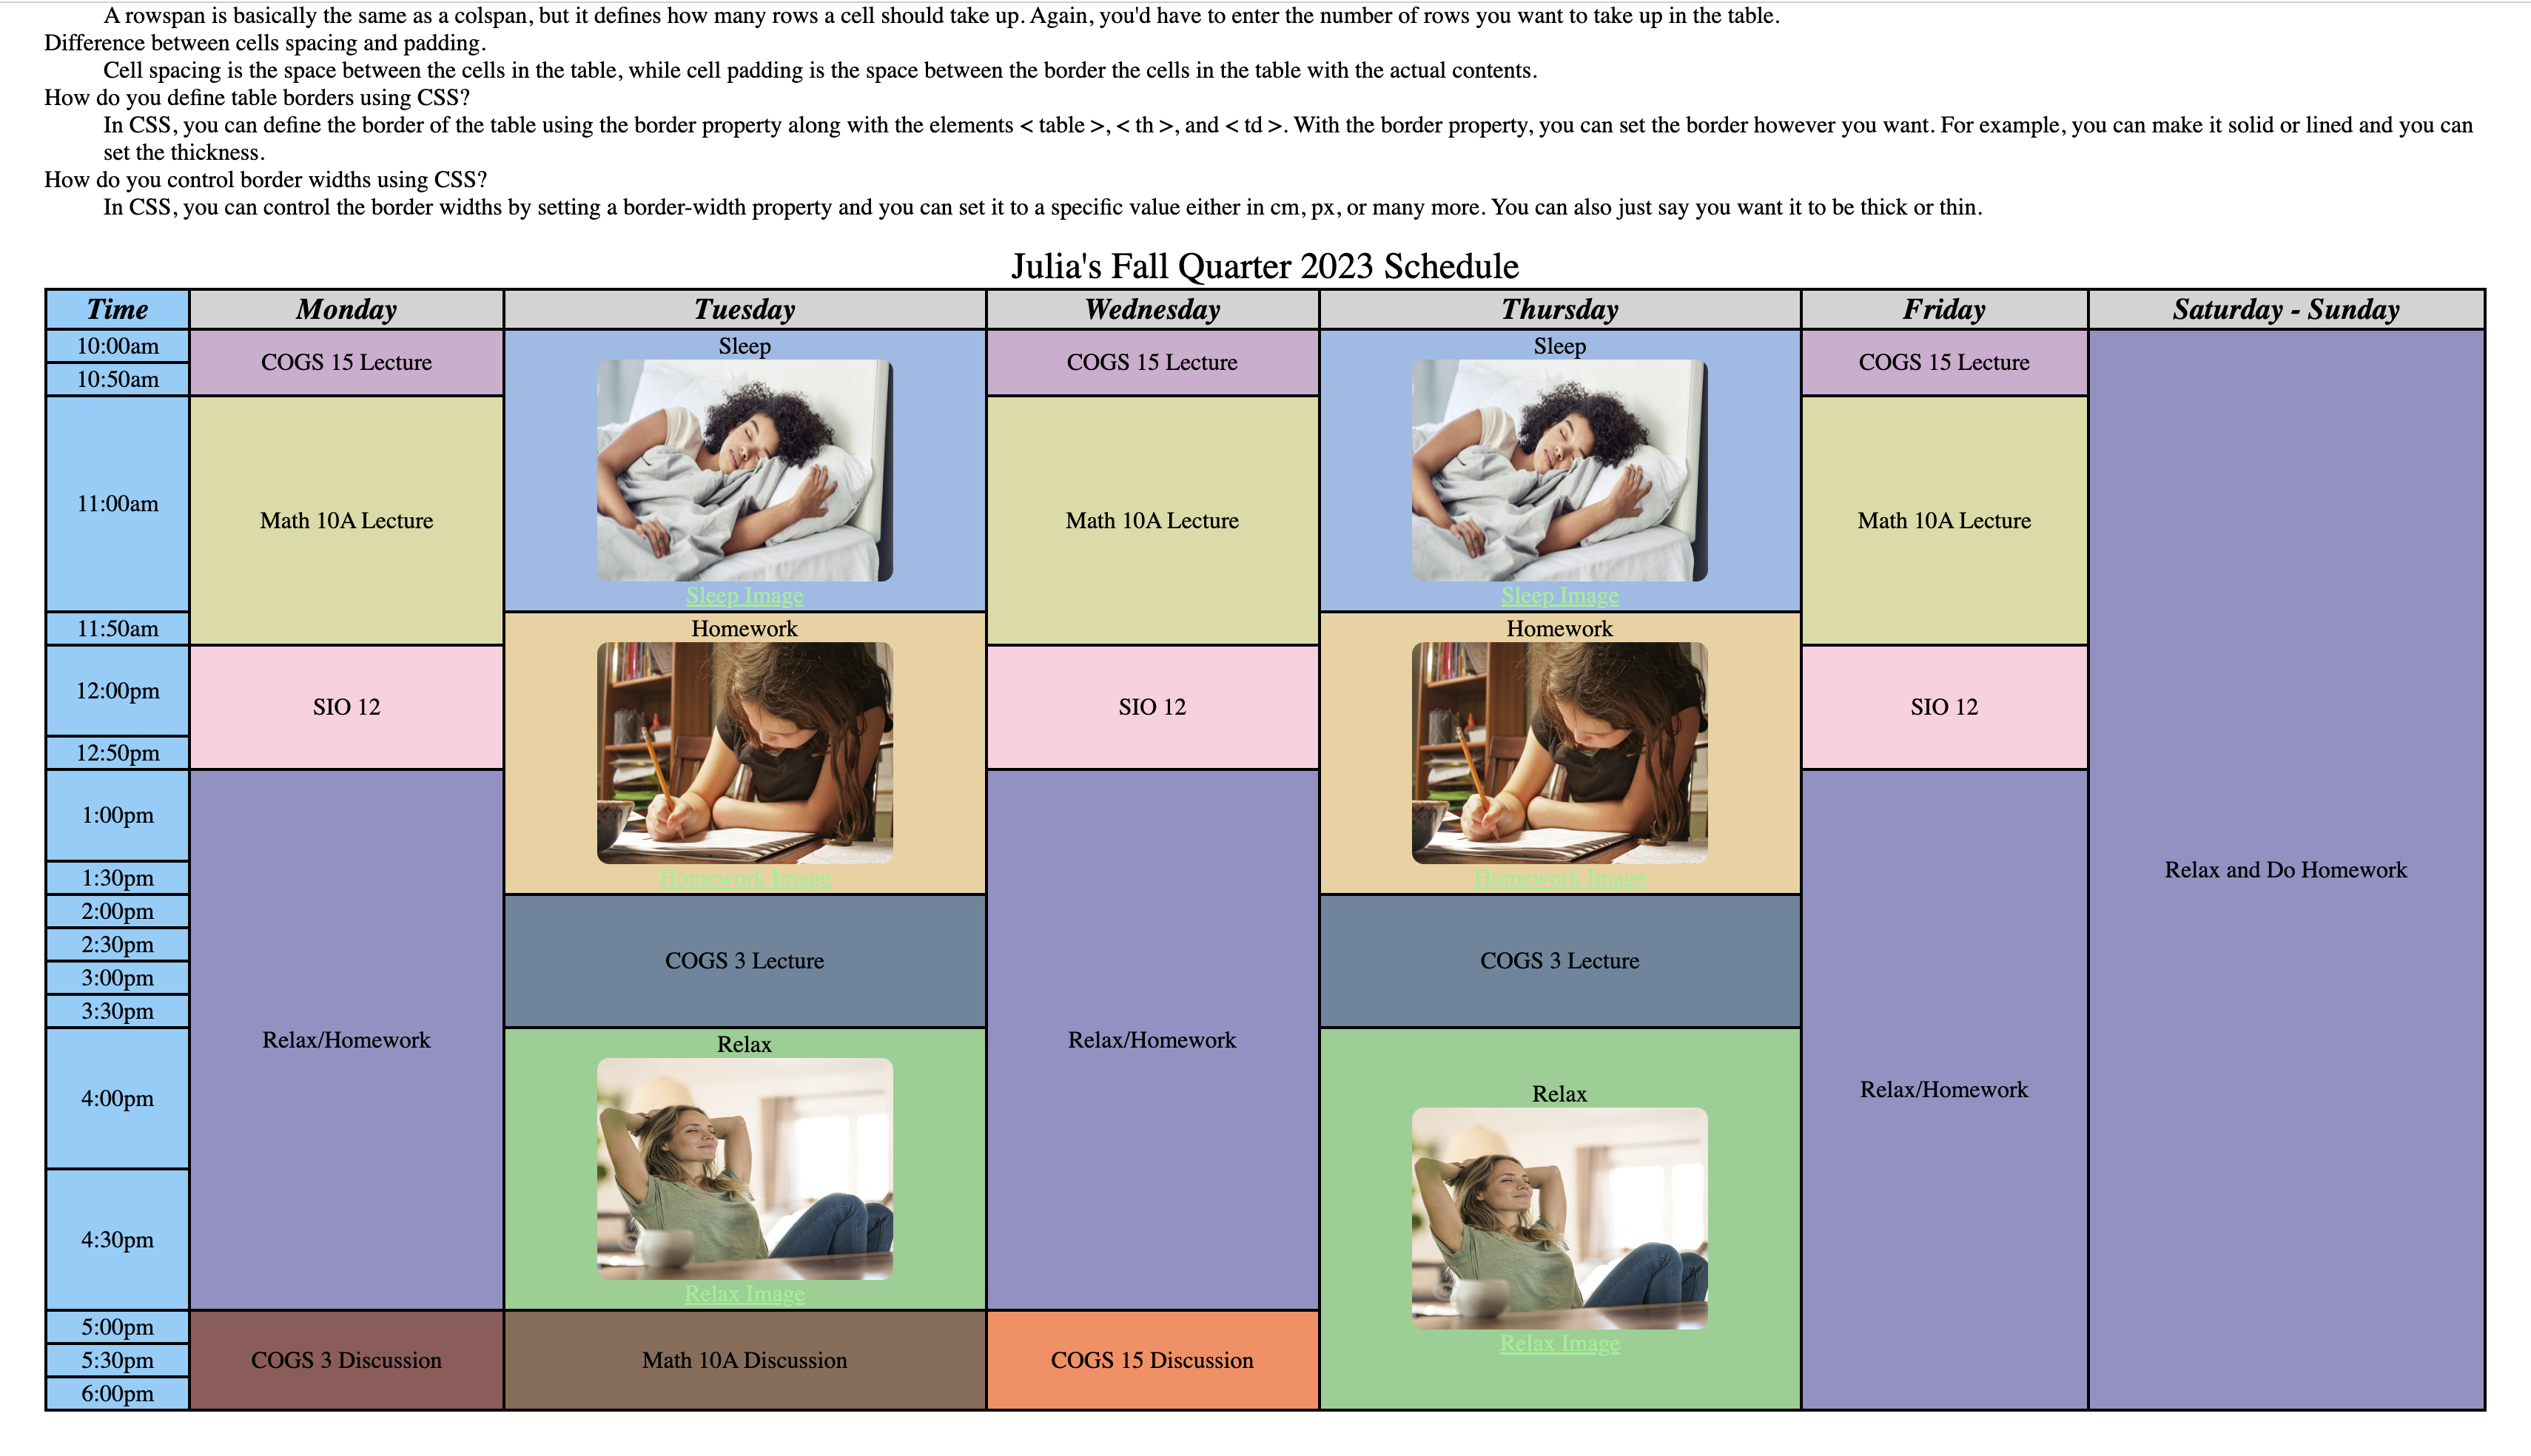 A rowspan is basically the same as a colspan, but it defines how many rows a cell should take up. Again, you'd have to enter the number of rows you want to take up in the table.
Difference between cells spacing and padding.
Cell spacing is the space between the cells in the table, while cell padding is the space between the border the cells in the table with the actual contents.
How do you define table borders using CSS?
In CSS, you can define the border of the table using the border property along with the elements < table >, < th >, and < td >. With the border property, you can set the border however you want. For example, you can make it solid or lined and you can
set the thickness.
How do you control border widths using CSS?
In CSS, you can control the border widths by setting a border-width property and you can set it to a specific value either in cm, px, or many more. You can also just say you want it to be thick or thin.
Julia's Fall Quarter 2023 Schedule
Time Monday Tuesday Wednesday Thursday Friday Saturday - Sunday
10:00am Sleep Sleep
COGS 15 Lecture COGS 15 Lecture COGS 15 Lecture
10:50am
11:00am
Math 10A Lecture Math 10A Lecture Math 10A Lecture
Sleep Image Sleep Image
11:50am Homework Homework
12:00pm
SIO 12 SIO 12 SIO 12
12:50pm
1:00pm
Relax and Do Homework
1:30pm Homework Image Homework Image
2:00pm
2:30pm
COGS 3 Lecture COGS 3 Lecture
3:00pm
3:30pm
Relax/Homework Relax Relax/Homework
Relax/Homework
4:00pm Relax
4:30pm
Relax Image
5:00pm
Relax Image
5:30pm COGS 3 Discussion Math 10A Discussion COGS 15 Discussion
6:00pm